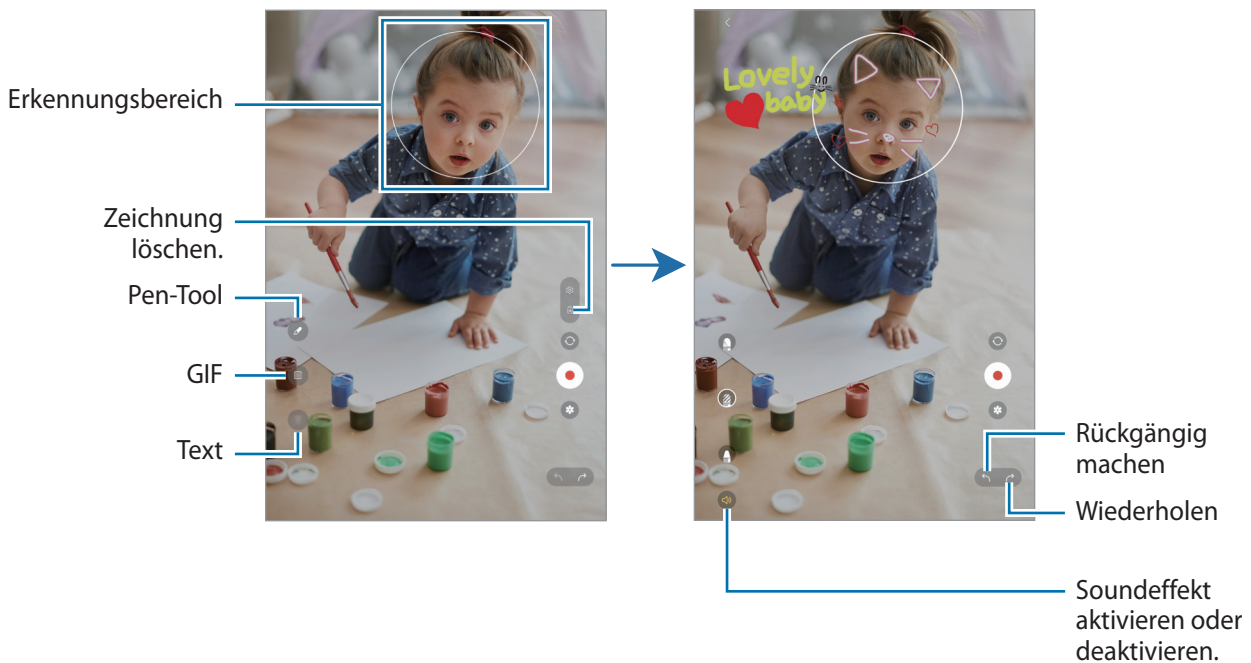 Erkennungsbereich
Zeichnung
löschen.
Pen-Tool
GIF
Text
Lovely
baby
Rückgängig
machen
Wiederholen
Soundeffekt
aktivieren oder
deaktivieren.